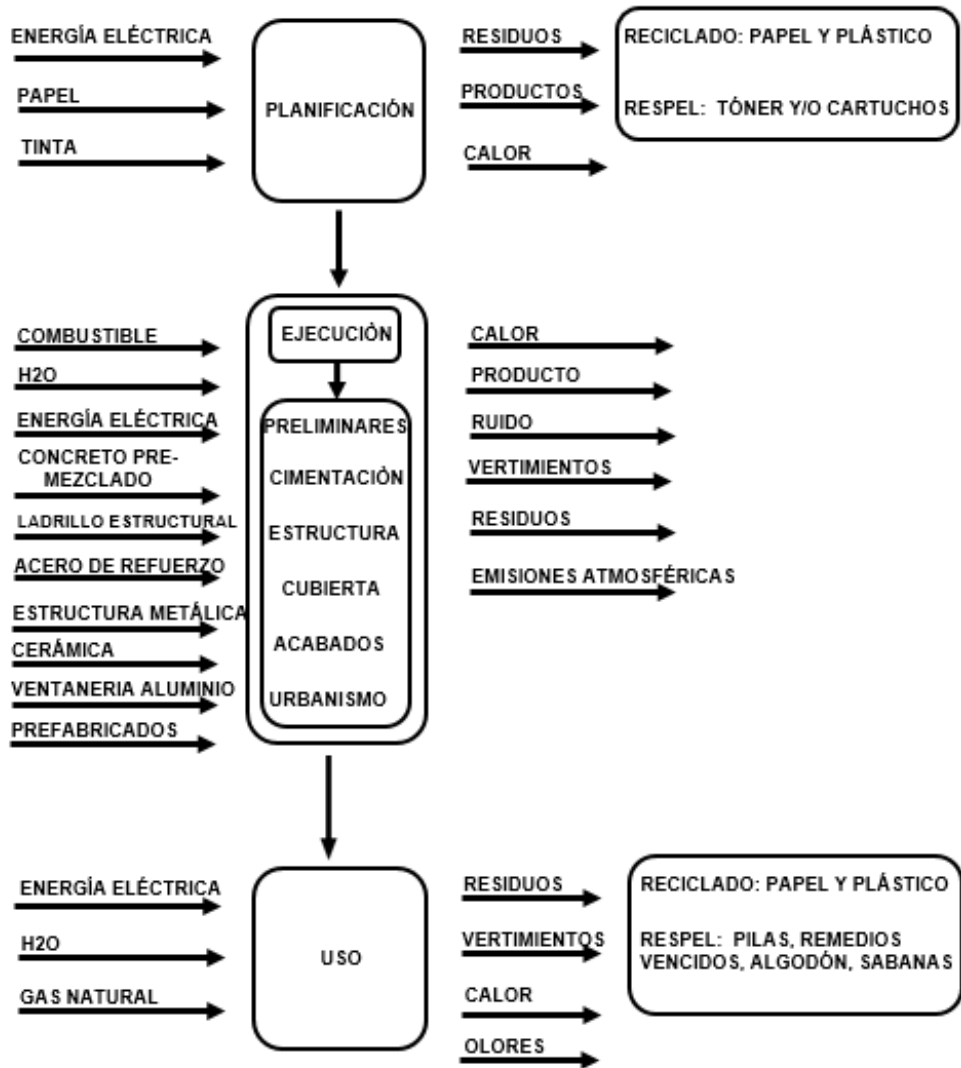 ENERGÍA ELÉCTRICA
PAPEL
TINTA
PLANIFICACIÓN
RESIDUOS
PRODUCTOS
CALOR
RECICLADO: PAPEL Y PLÁSTICO
RESPEL: TÓNER Y/O CARTUCHOS
COMBUSTIBLE
H2O
ENERGÍA ELÉCTRICA
CONCRETO PRE-
MEZCLADO
LADRILLO ESTRUCTURAL
ACERO DE REFUERZO
ESTRUCTURA METÁLICA
CERÁMICA
VENTANERIA ALUMINIO
PREFABRICADOS
EJECUCIÓN
PRELIMINARES
CIMENTACIÓN
ESTRUCTURA
CUBIERTA
ACABADOS
URBANISMO
CALOR
PRODUCTO
RUIDO
VERTIMIENTOS
RESIDUOS
EMISIONES ATMOSFÉRICAS
ENERGÍA ELÉCTRICA
H2O
GAS NATURAL
USO
RESIDUOS
VERTIMIENTOS
CALOR
OLORES
RECICLADO: PAPEL Y PLÁSTICO
RESPEL: PILAS, REMEDIOS
VENCIDOS, ALGODÓN, SABANAS